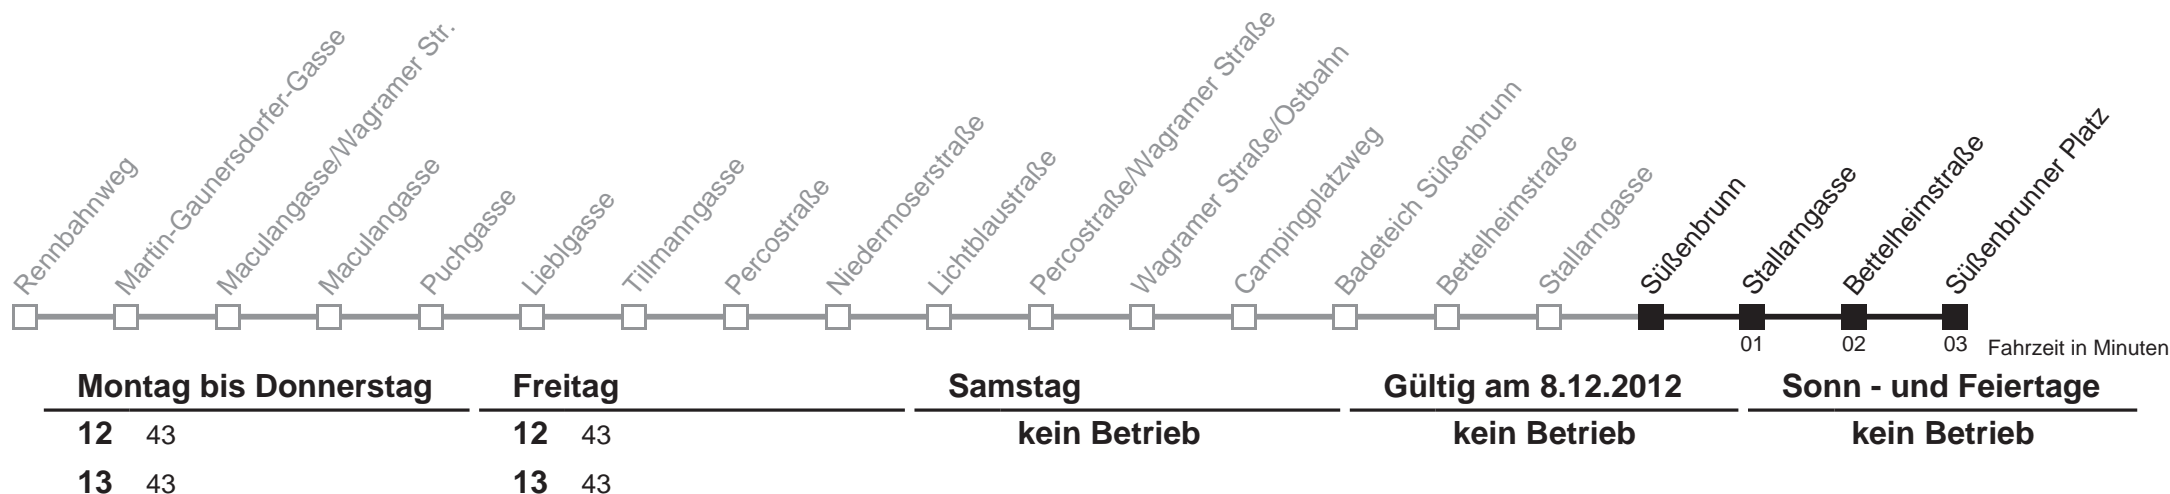 Rennbahnweg
Martin-Gaunersdorfer-Gasse
Maculangasse/Wagramer Str.
Maculangasse
Puchgasse
Lieblgasse
Tillmanngasse
Percostraße
Niedermoserstraße
Lichtblaustraße
Percostraße/Wagramer Straße
Wagramer Straße/Ostbahn
Campingplatzweg
Badeteich Süßenbrunn
Bettelheimstraße
Stallarngasse
Süßenbrunn
Stallarngasse
Bettelheimstraße
Süßenbrunner Platz
01 02 03 Fahrzeit in Minuten
Montag bis Donnerstag Freitag Samstag Gültig am 8.12.2012 Sonn - und Feiertage
12 43 12 43 kein Betrieb kein Betrieb kein Betrieb
13 43 13 43